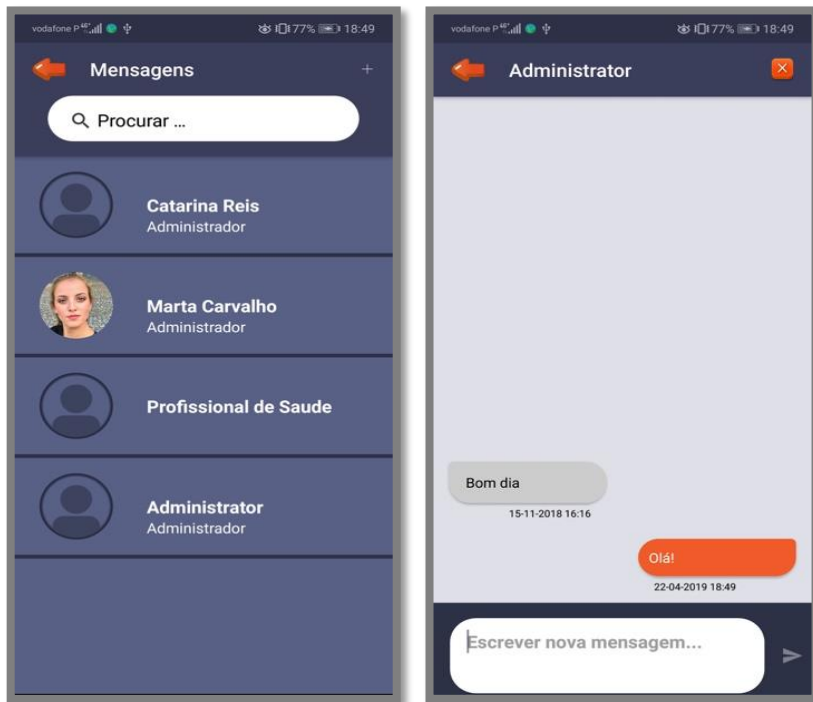 vodafone P 77% 18:49
Mensagens +
Procurar ...
Catarina Reis
Administrador
Marta Carvalho
Administrador
Profissional de Saude
Administrator
Administrador
vodafone P 77% 18:49
Administrator
Bom dia
15-11-2018 16:16
Olá!
22-04-2019 18:49
Escrever nova mensagem...